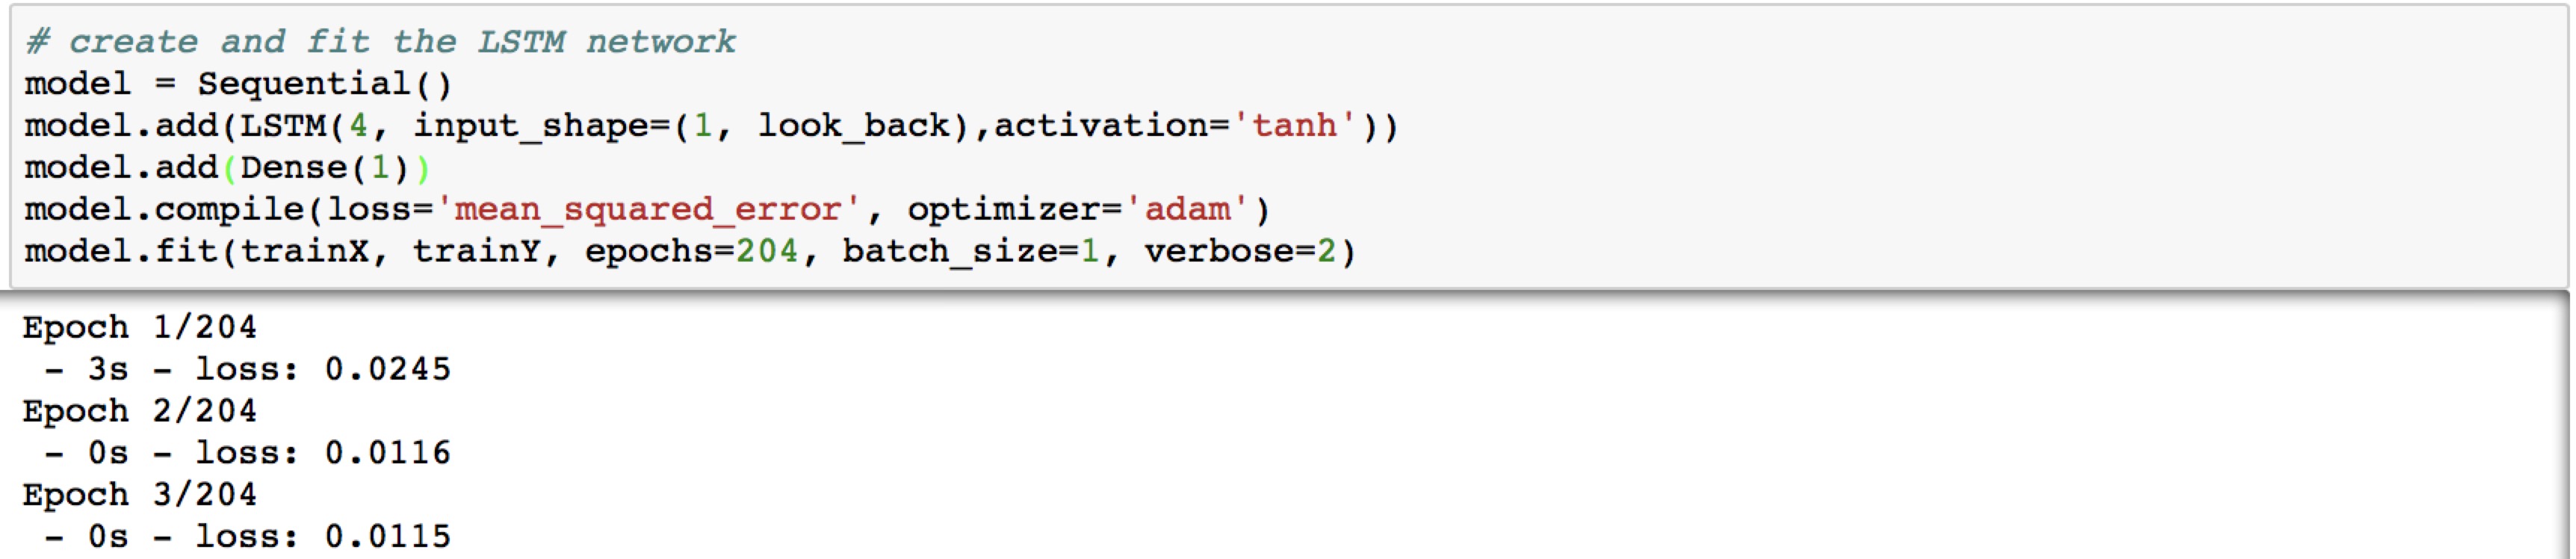 # create and fit the LSTM network
model = Sequential()
model.add(LSTM(4, input_shape=(1, look_back),activation='tanh'))
model.add(Dense(1))
model.compile(loss='mean_squared_error', optimizer='adam')
model.fit(trainX, trainY, epochs=204, batch_size=1, verbose=2)
Epoch 1/204
 - 3s - loss: 0.0245
Epoch 2/204
 - 0s - loss: 0.0116
Epoch 3/204
 - 0s - loss: 0.0115